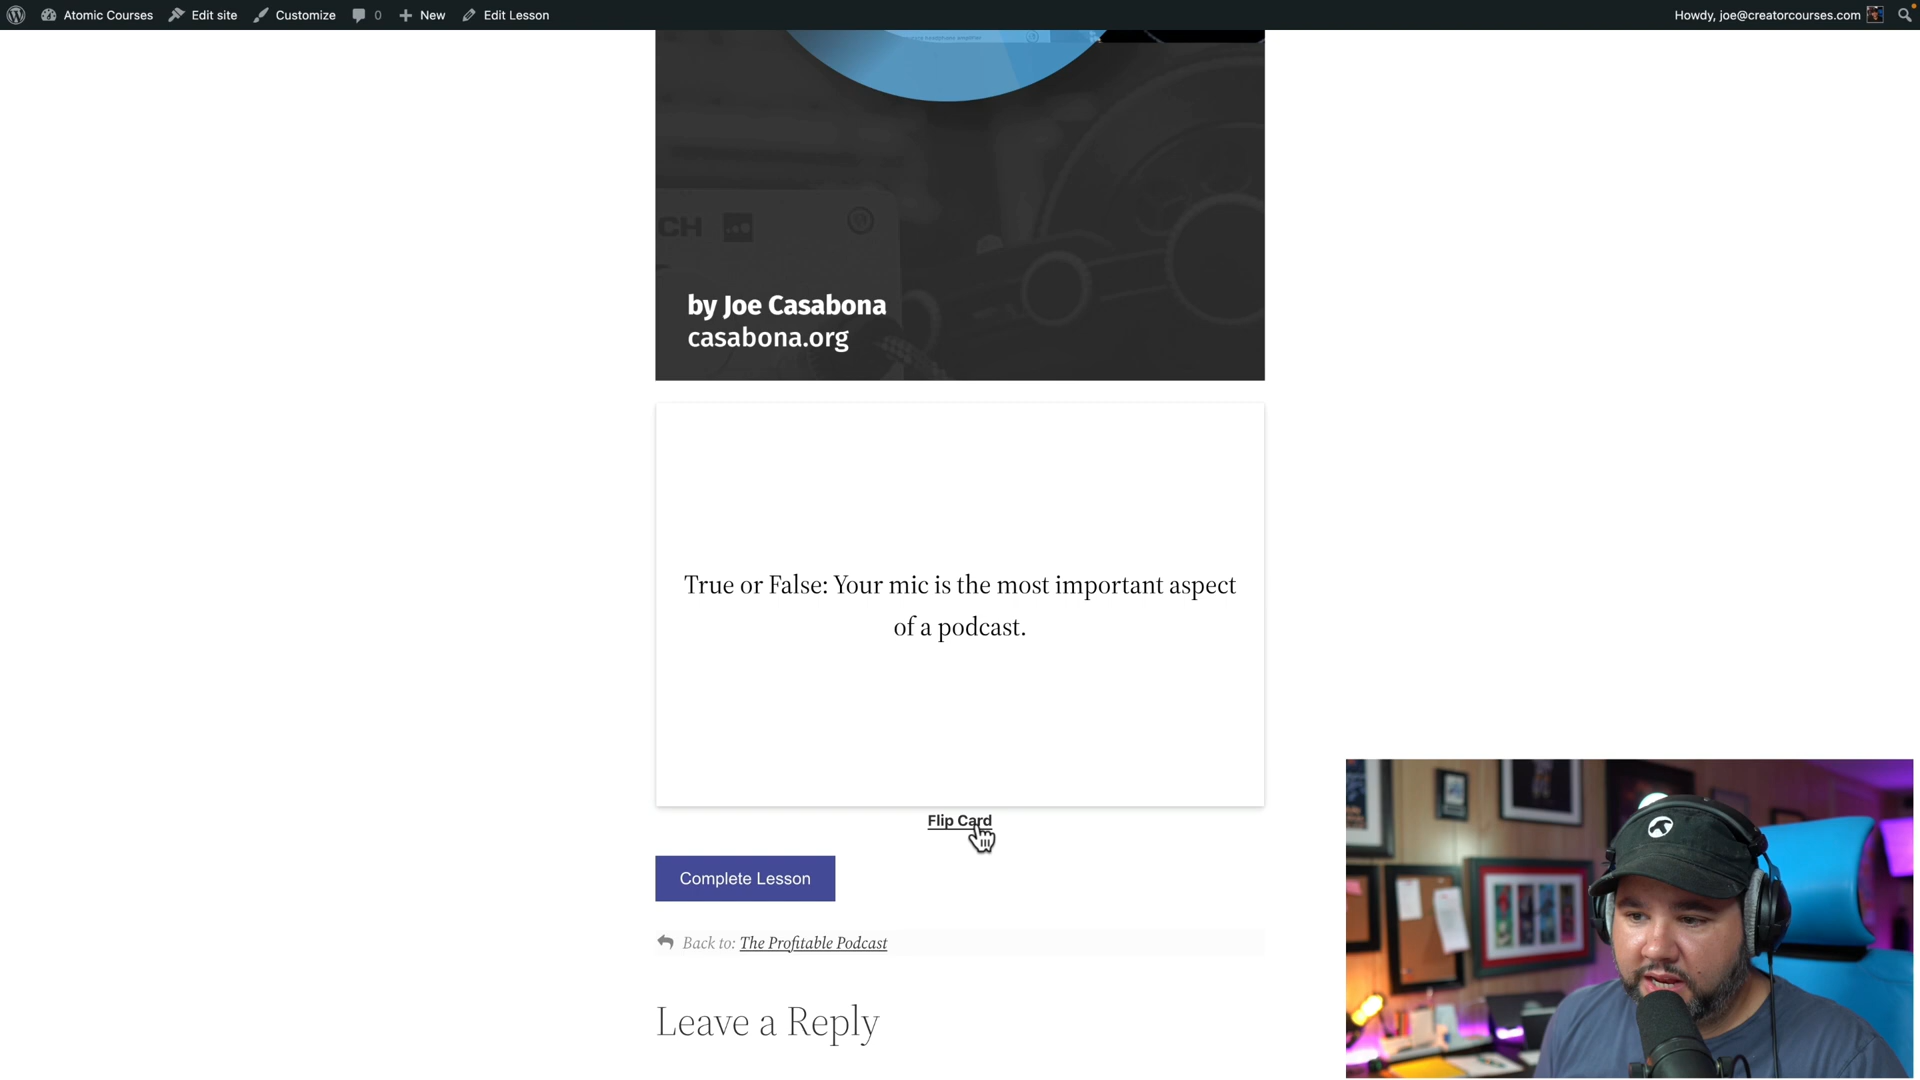 Atomic Courses
Edit site
Customize
0
New
Edit Lesson
Howdy, joe@creatorcourses.com
CH
by Joe Casabona
casabona.org
True or False: Your mic is the most important aspect
of a podcast.
Flip Card
Complete Lesson
Back to: The Profitable Podcast
Leave a Reply